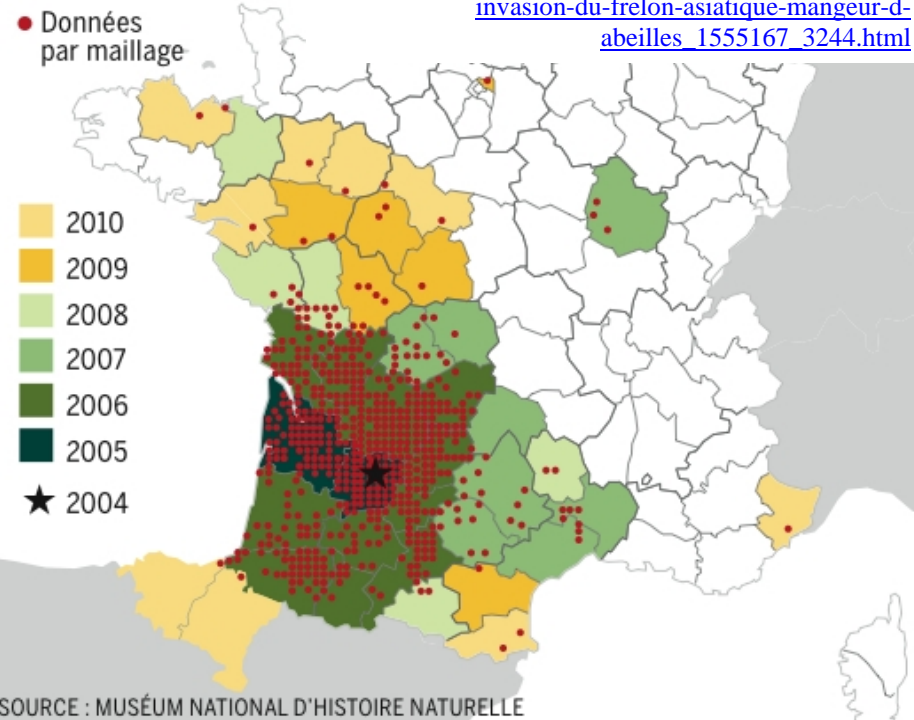 invasion-du-frelon-asiatique-mangeur-d-
abeilles_1555167_3244.html
Données
par maillage
2010
2009
2008
2007
2006
2005
2004
SOURCE : MUSÉUM NATIONAL D'HISTOIRE NATURELLE